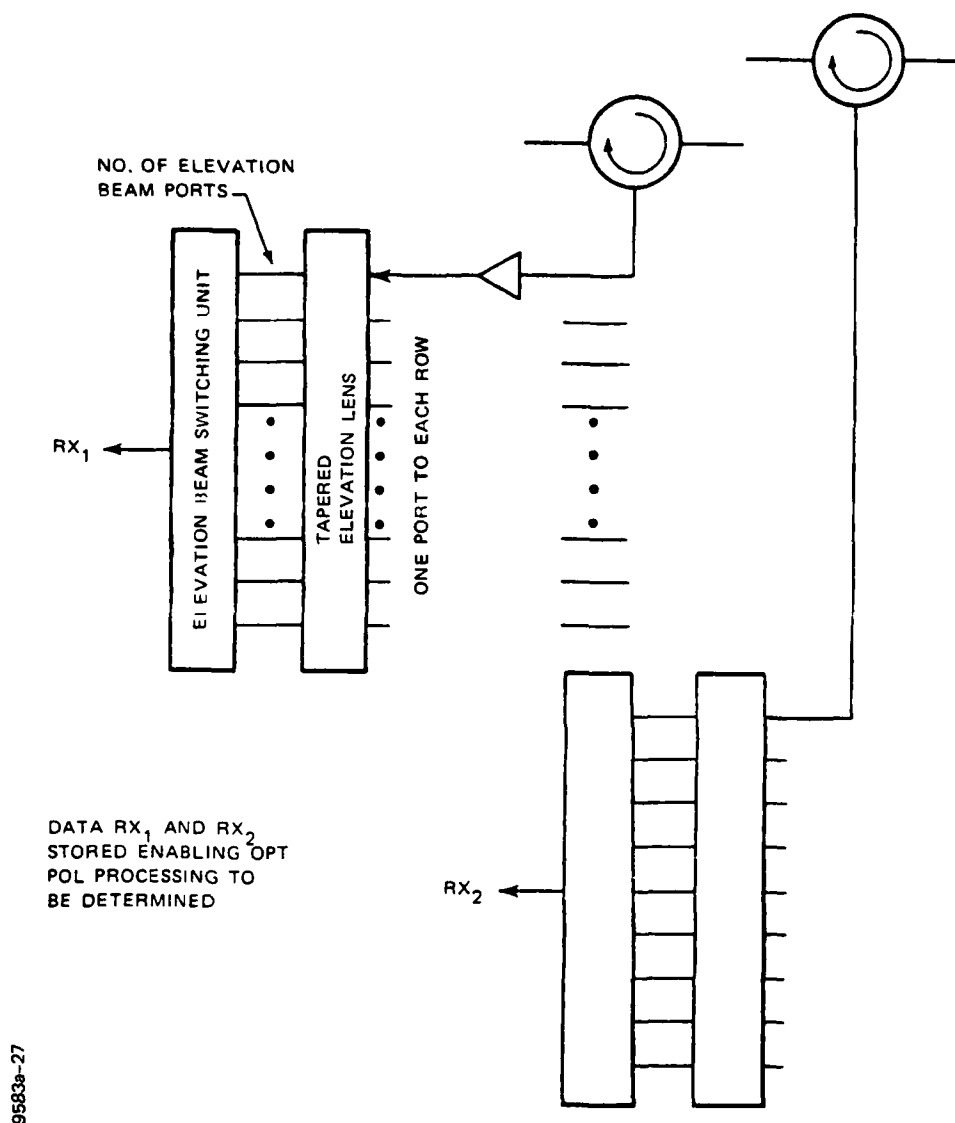 NO. OF ELEVATION
BEAM PORTS
ELEVATION BEAM SWITCHING UNIT
TAPERED
ELEVATION LENS
ONE PORT TO EACH ROW
RX1
DATA RX1 AND RX2
STORED ENABLING OPT
POL PROCESSING TO
BE DETERMINED
RX2
9583a-27